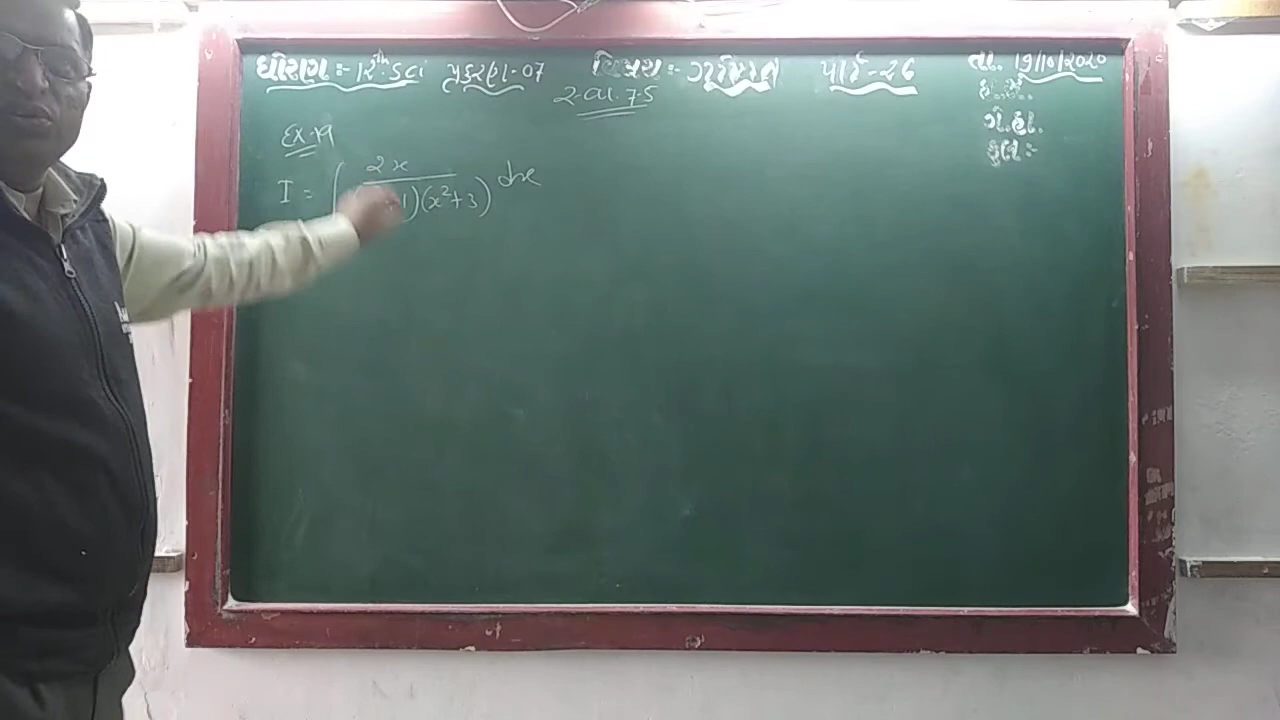 ધોરણ :- 12th Sci પ્રકરણ-07 વિષય :- ગણિત પાર્ટ-26 તા. 19/10/2020
સ્વા. 7.5
Ex. 19
ગે.હા.
કુલ :-
I = ∫ 2x / 1)(x²+3) dx